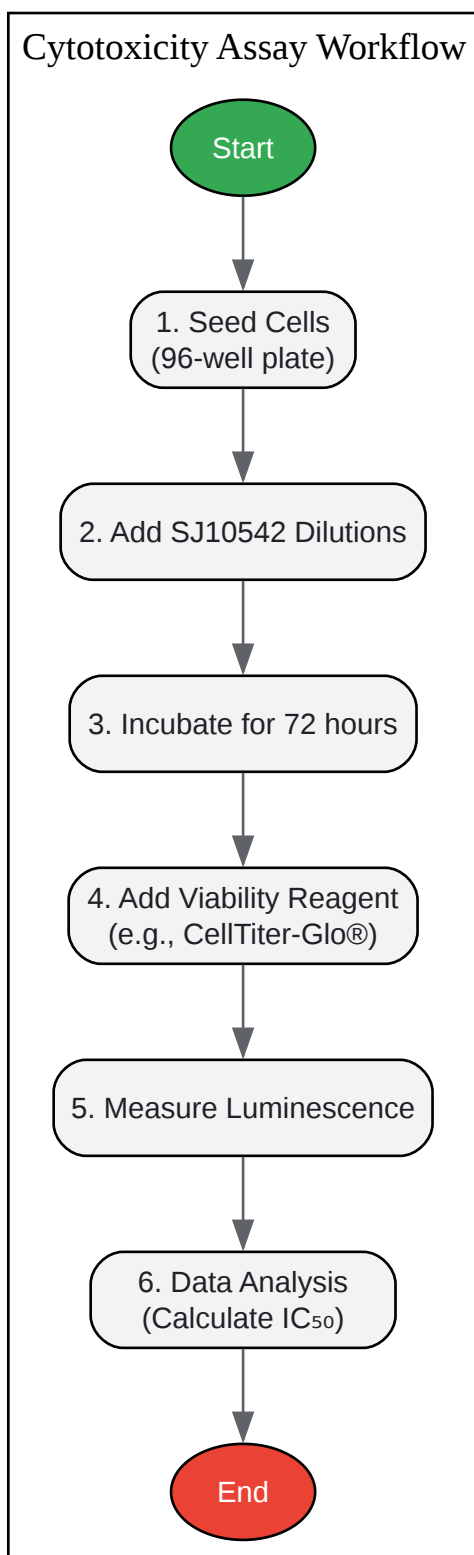 Cytotoxicity Assay Workflow
Start
1. Seed Cells
(96-well plate)
2. Add SJ10542 Dilutions
3. Incubate for 72 hours
4. Add Viability Reagent
(e.g., CellTiter-Glo®)
5. Measure Luminescence
6. Data Analysis
(Calculate IC₅₀)
End